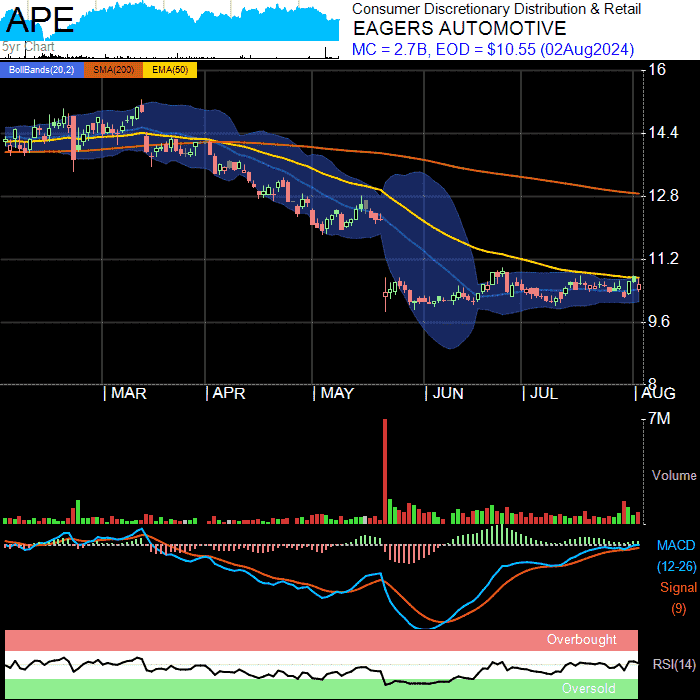 APE
5yr Chart
Consumer Discretionary Distribution & Retail
EAGERS AUTOMOTIVE
MC = 2.7B, EOD = $10.55 (02Aug2024)
BollBands(20,2) SMA(200) EMA(50)
16
14.4
12.8
11.2
9.6
8
MAR APR MAY JUN JUL AUG
7M
Volume
MACD
(12-26)
Signal
(9)
Overbought
RSI(14)
Oversold